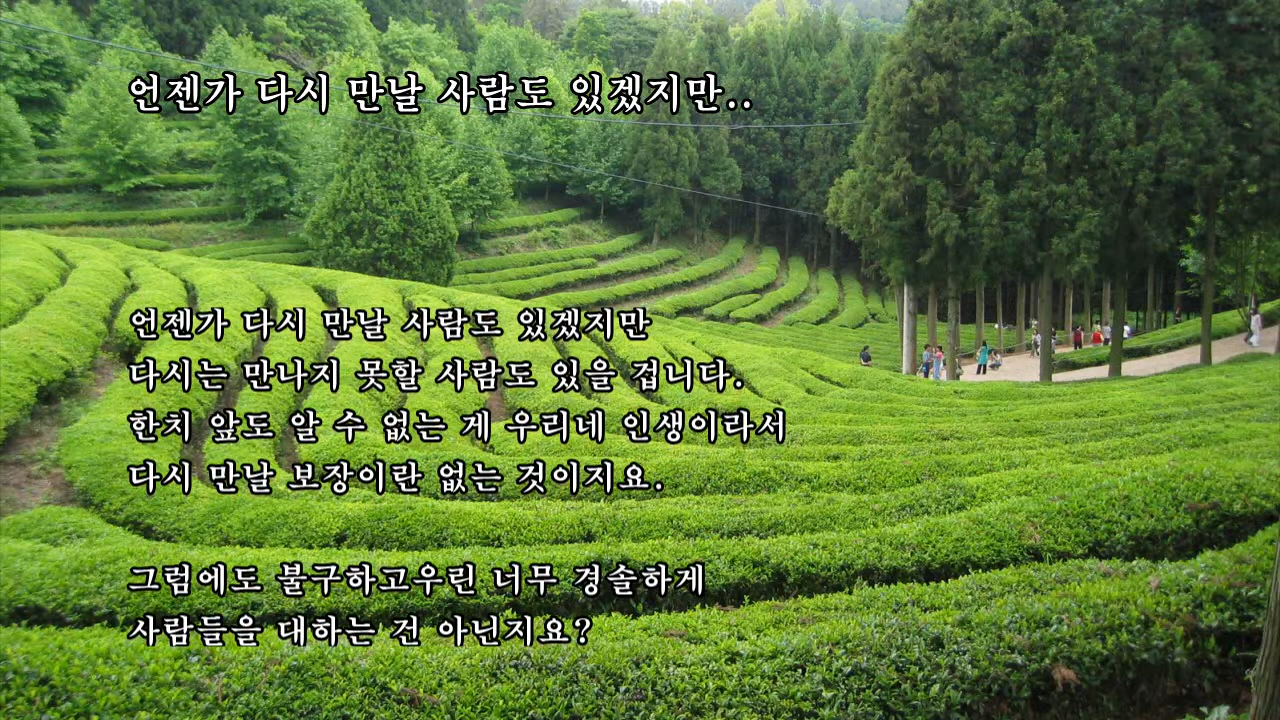 언젠가 다시 만날 사람도 있겠지만..
언젠가 다시 만날 사람도 있겠지만
다시는 만나지 못할 사람도 있을 겁니다.
한치 앞도 알 수 없는 게 우리네 인생이라서
다시 만날 보장이란 없는 것이지요.
그럼에도 불구하고우린 너무 경솔하게
사람들을 대하는 건 아닌지요?